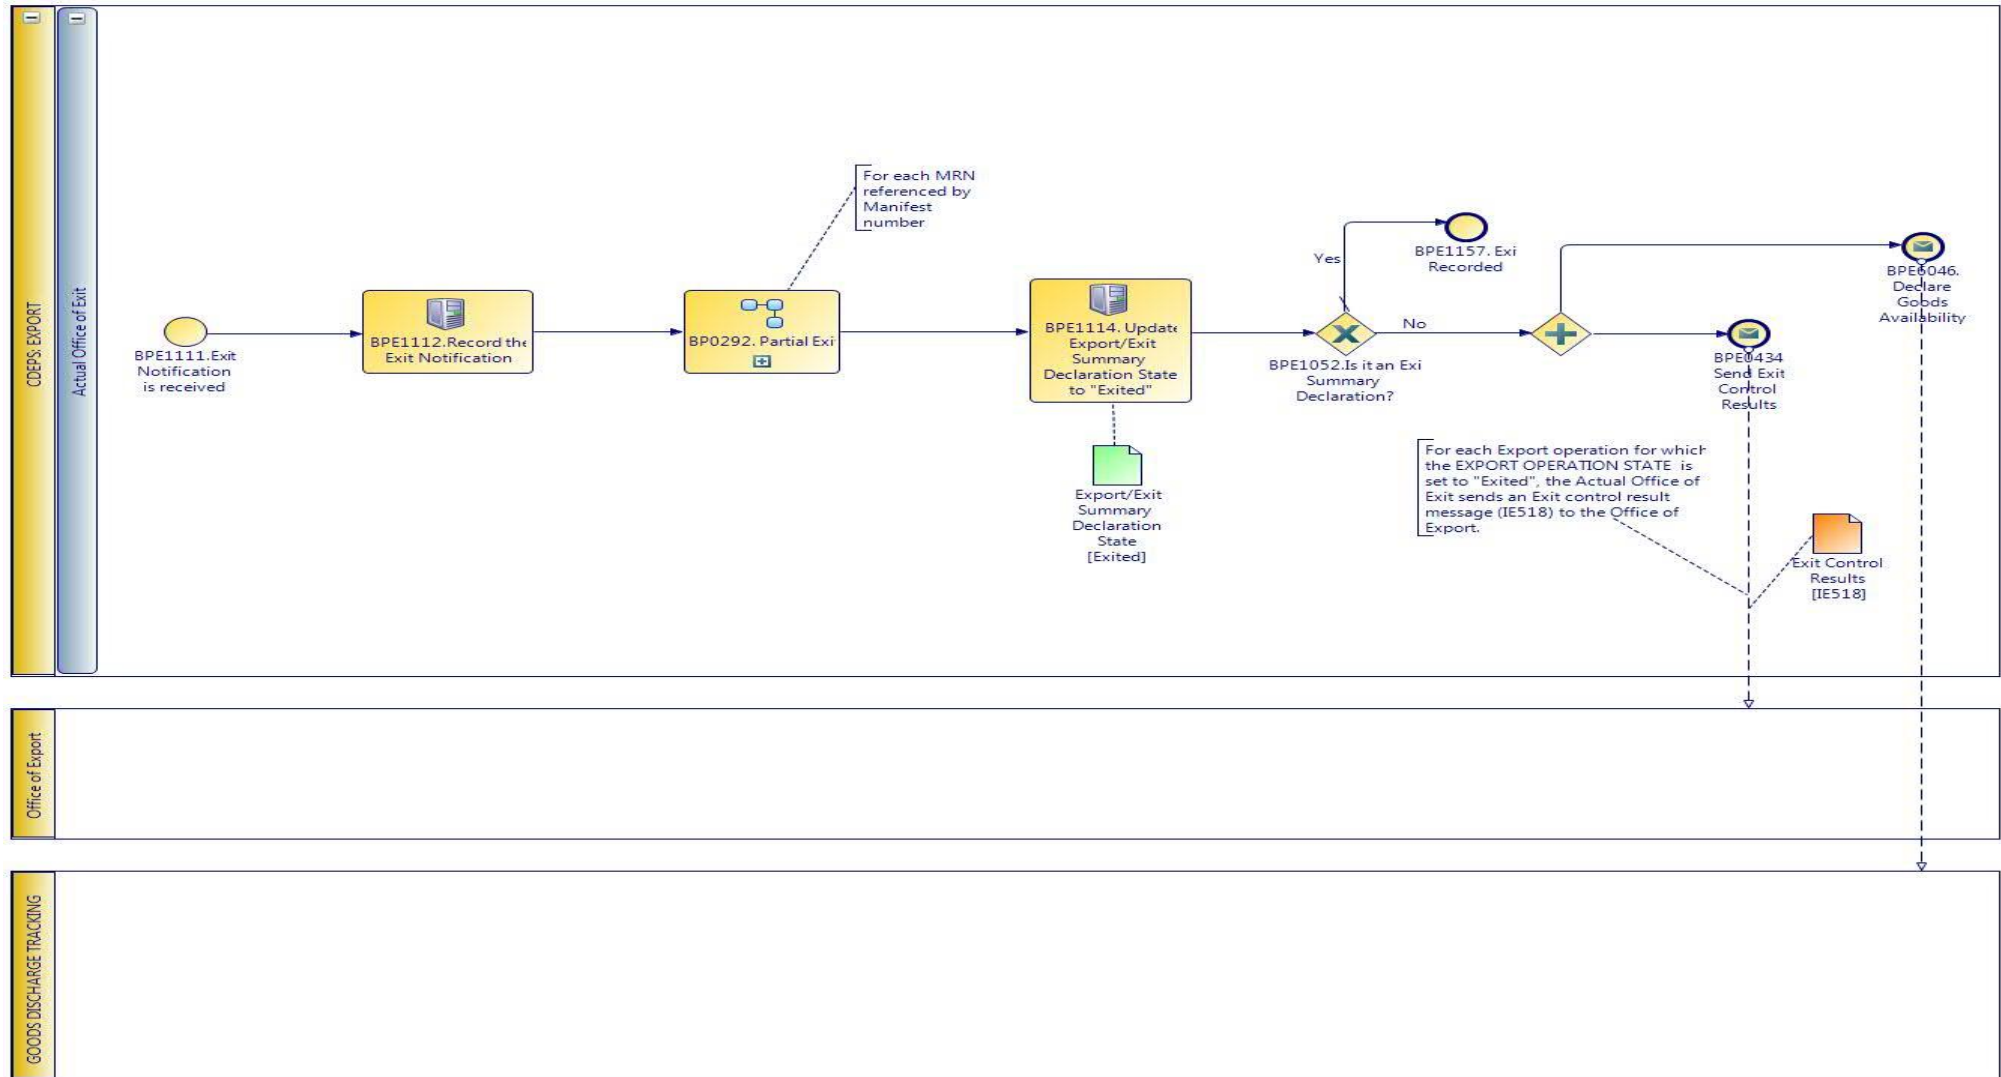 CDEPS: EXPORT
Actual Office of Exit
BPE1111.Exit
Notification
is received
BPE1112.Record the
Exit Notification
BP0292. Partial Exi
For each MRN
referenced by
Manifest
number
BPE1114. Update
Export/Exit
Summary
Declaration State
to "Exited"
Export/Exit
Summary
Declaration
State
[Exited]
BPE1052.Is it an Exi
Summary
Declaration?
Yes
No
BPE1157. Exi
Recorded
BPE6046.
Declare
Goods
Availability
BPE0434
Send Exit
Control
Results
For each Export operation for which
the EXPORT OPERATION STATE is
set to "Exited", the Actual Office of
Exit sends an Exit control result
message (IE518) to the Office of
Export.
Exit Control
Results
[IE518]
Office of Export
GOODS DISCHARGE TRACKING